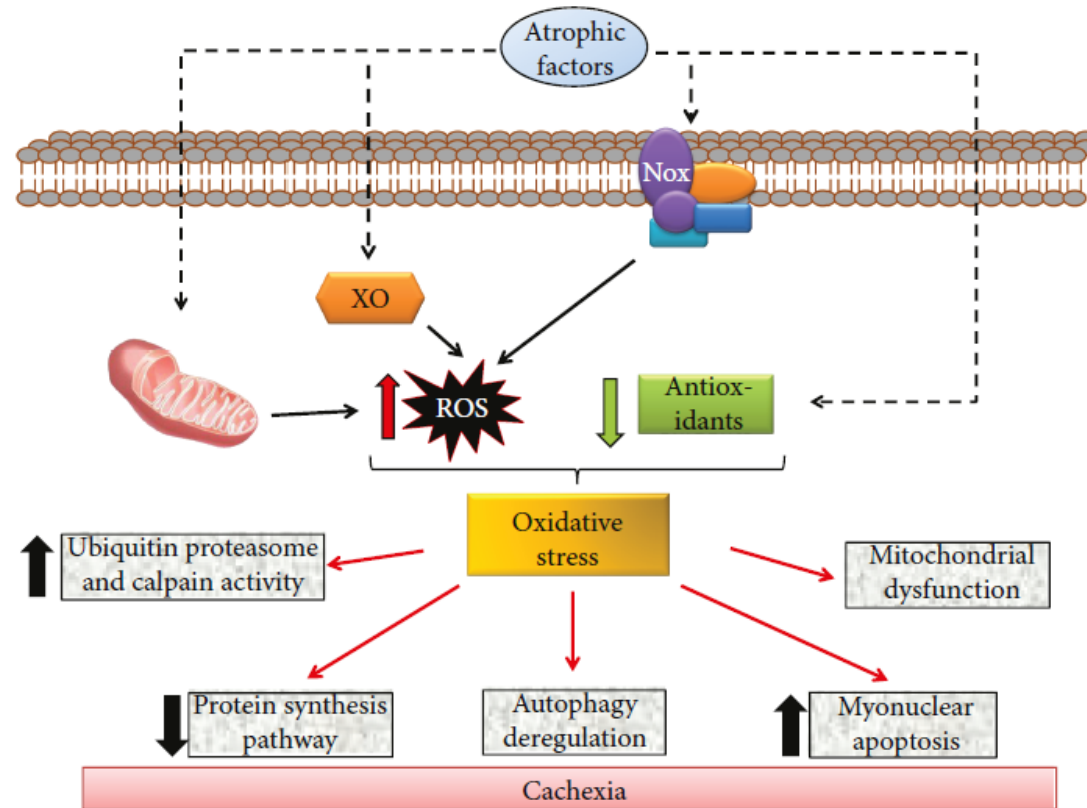 Atrophic
factors
Nox
XO
ROS
Antiox-
idants
Oxidative
stress
Ubiquitin proteasome
and calpain activity
Mitochondrial
dysfunction
Protein synthesis
pathway
Autophagy
deregulation
Myonuclear
apoptosis
Cachexia